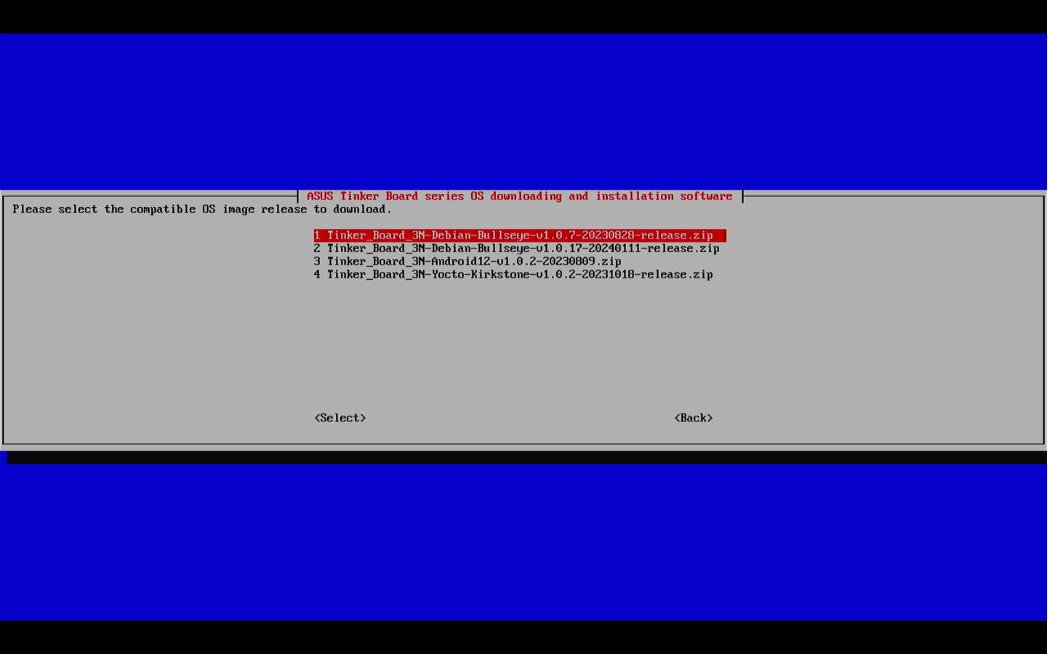 ASUS Tinker Board series OS downloading and installation software
Please select the compatible OS image release to download.
1 Tinker_Board_3N-Debian-Bullseye-v1.0.7-20230828-release.zip
2 Tinker_Board_3N-Debian-Bullseye-v1.0.17-20240111-release.zip
3 Tinker_Board_3N-Android12-v1.0.2-20230809.zip
4 Tinker_Board_3N-Yocto-Kirkstone-v1.0.2-20231018-release.zip
<Select> <Back>